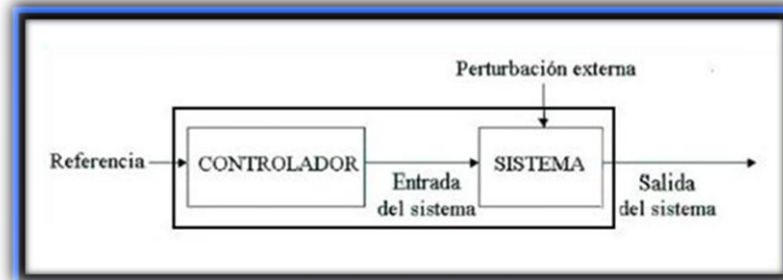 Perturbación externa
Referencia
CONTROLADOR
Entrada
del sistema
SISTEMA
Salida
del sistema